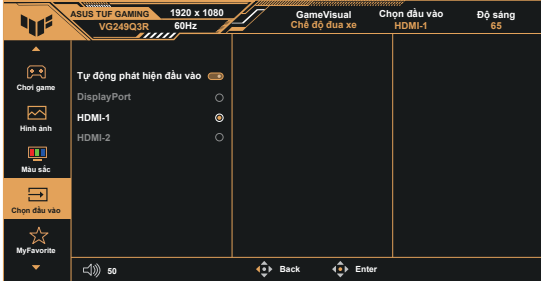 ASUS TUF GAMING 1920 x 1080 GameVisual Chọn đầu vào Độ sáng
VG249Q3R 60Hz Chế độ đua xe HDMI-1 65
Chơi game
Hình ảnh
Màu sắc
Chọn đầu vào
MyFavorite
Tự động phát hiện đầu vào
DisplayPort
HDMI-1
HDMI-2
50 Back Enter